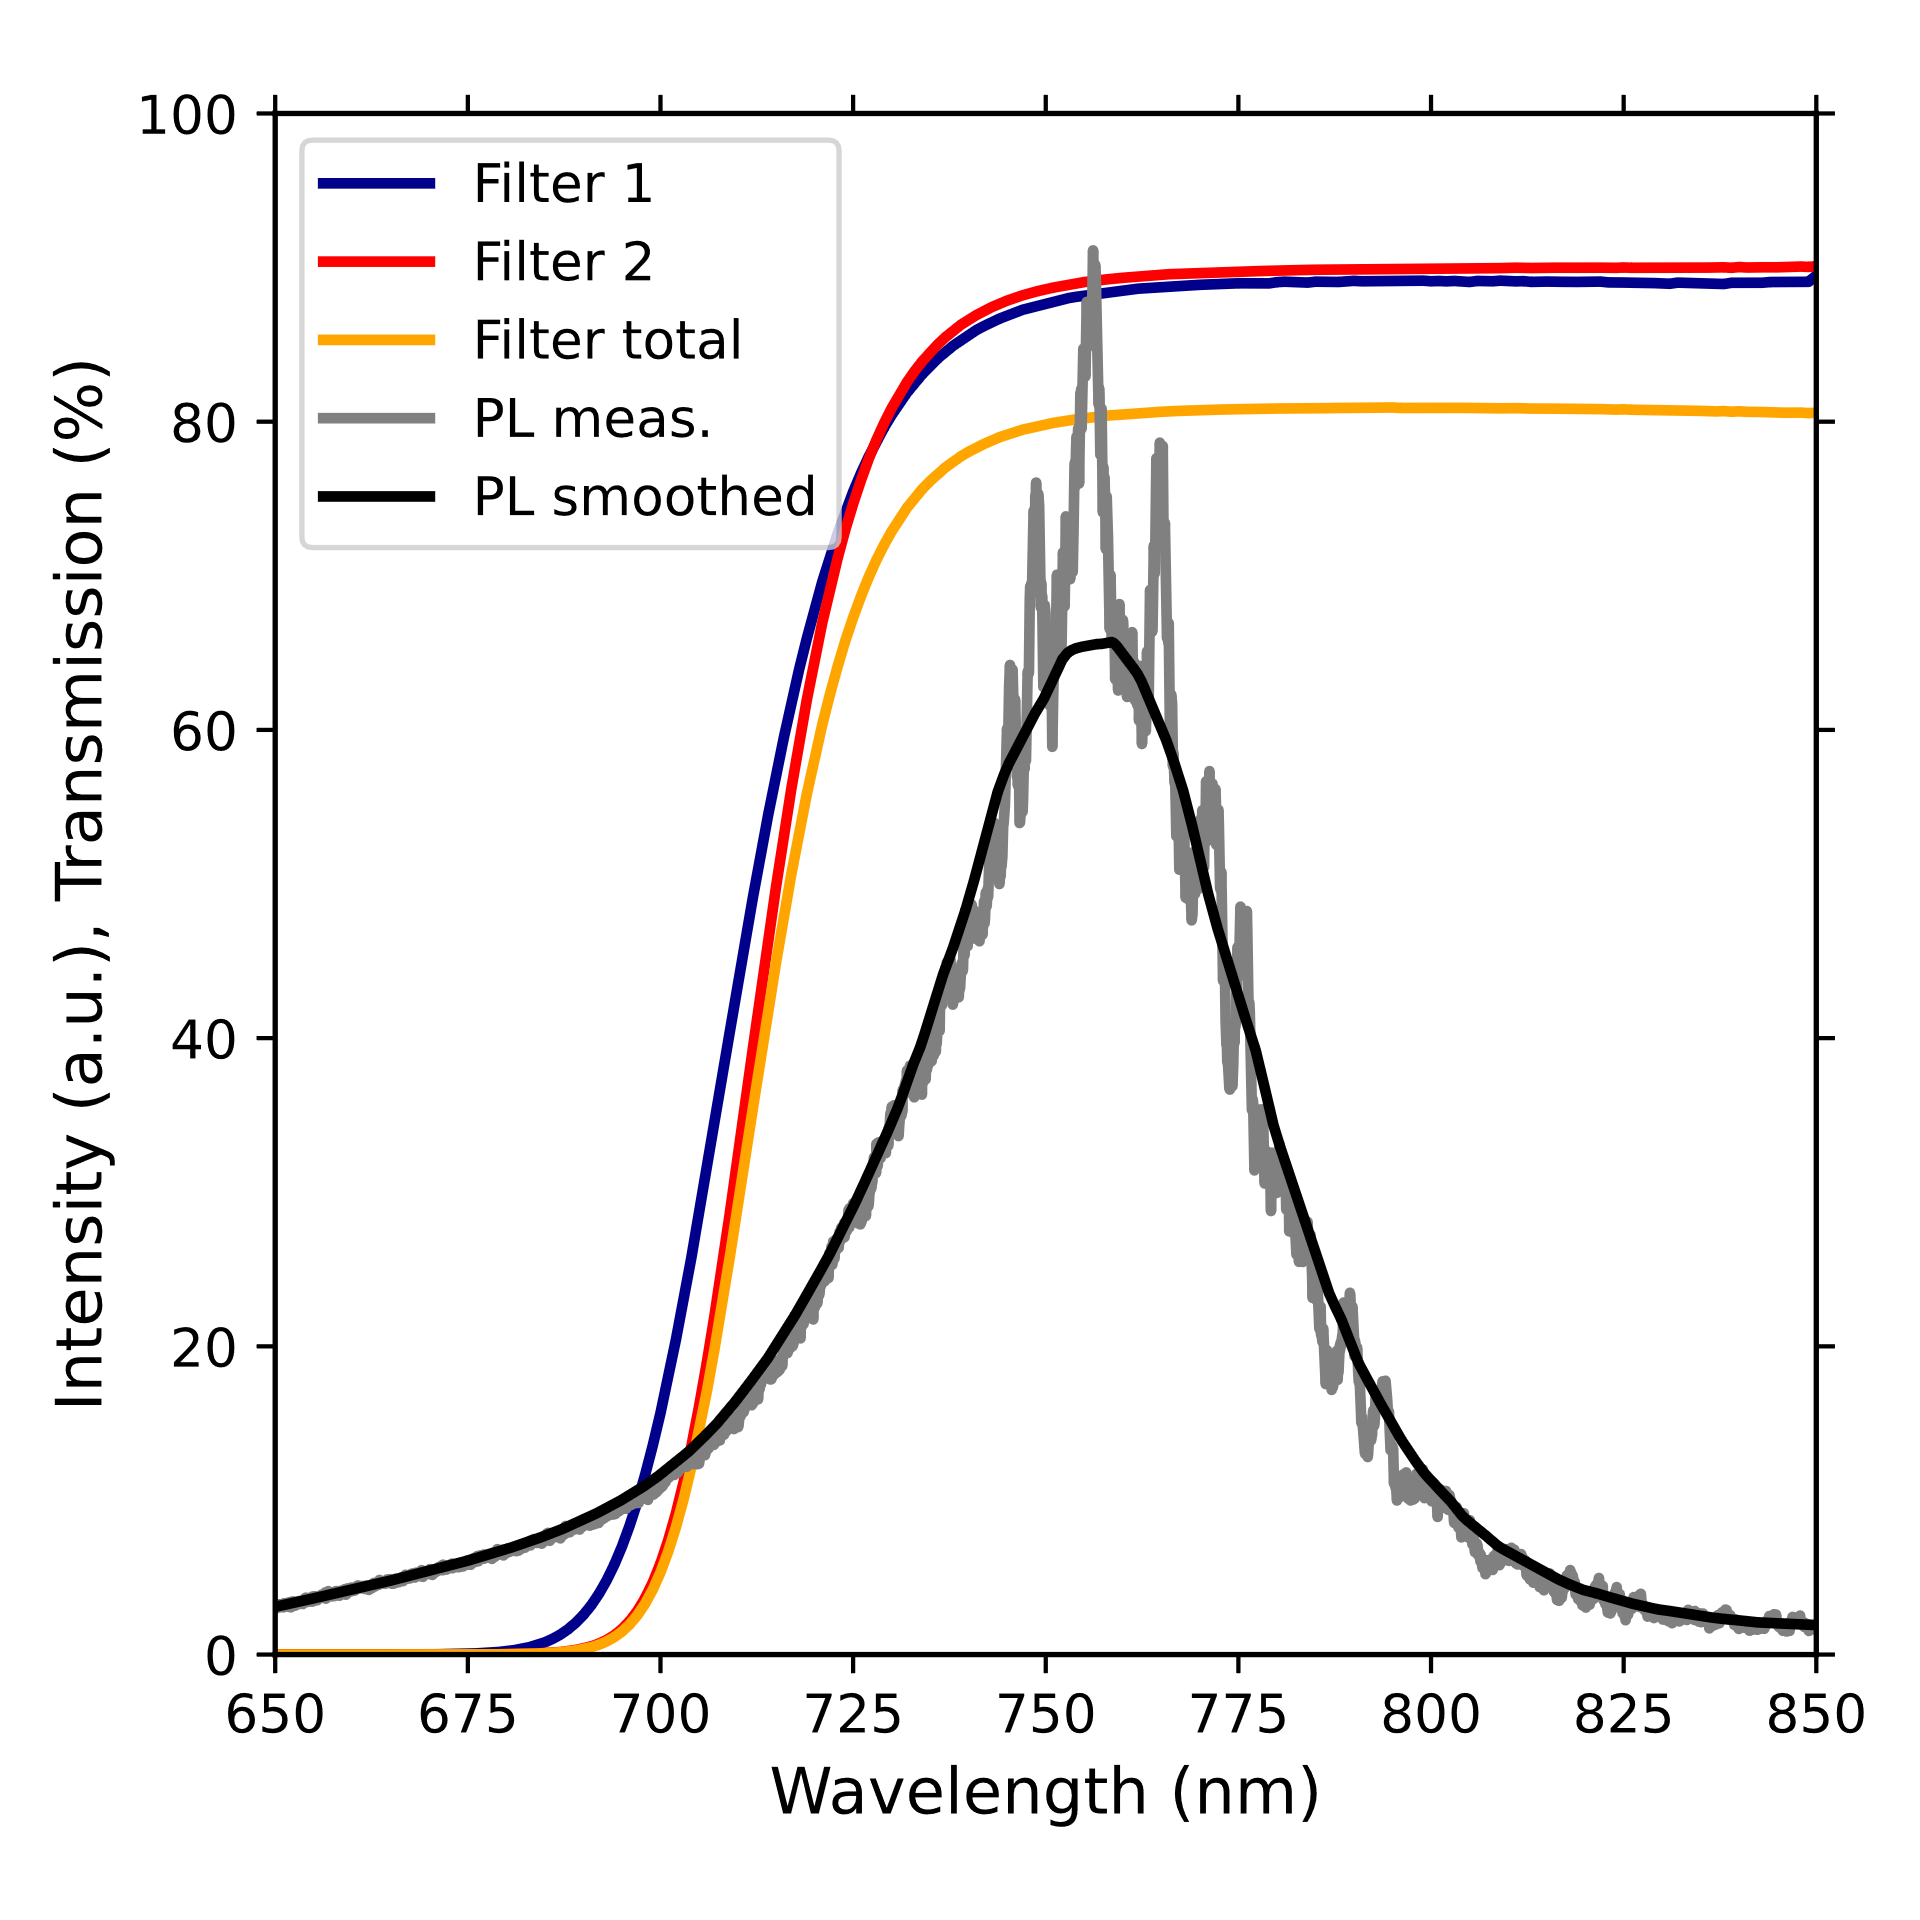 100
80
60
40
20
0
Intensity (a.u.), Transmission (%)
Filter 1
Filter 2
Filter total
PL meas.
PL smoothed
650 675 700 725 750 775 800 825 850
Wavelength (nm)